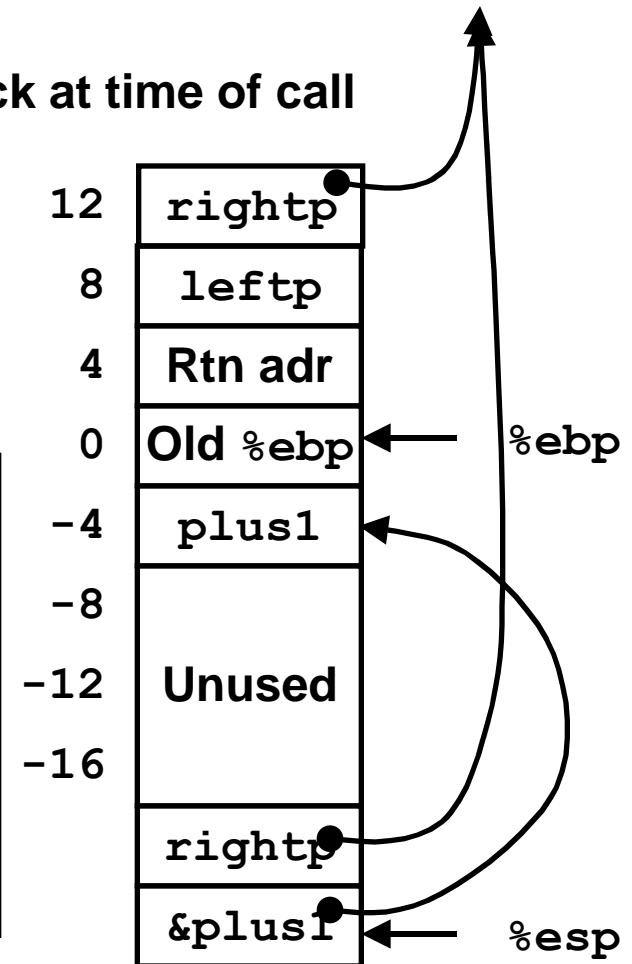 ck at time of call
12 rightp
8 leftp
4 Rtn adr
0 Old %ebp %ebp
-4 plus1
-8
-12 Unused
-16
rightp
&plus1 %esp